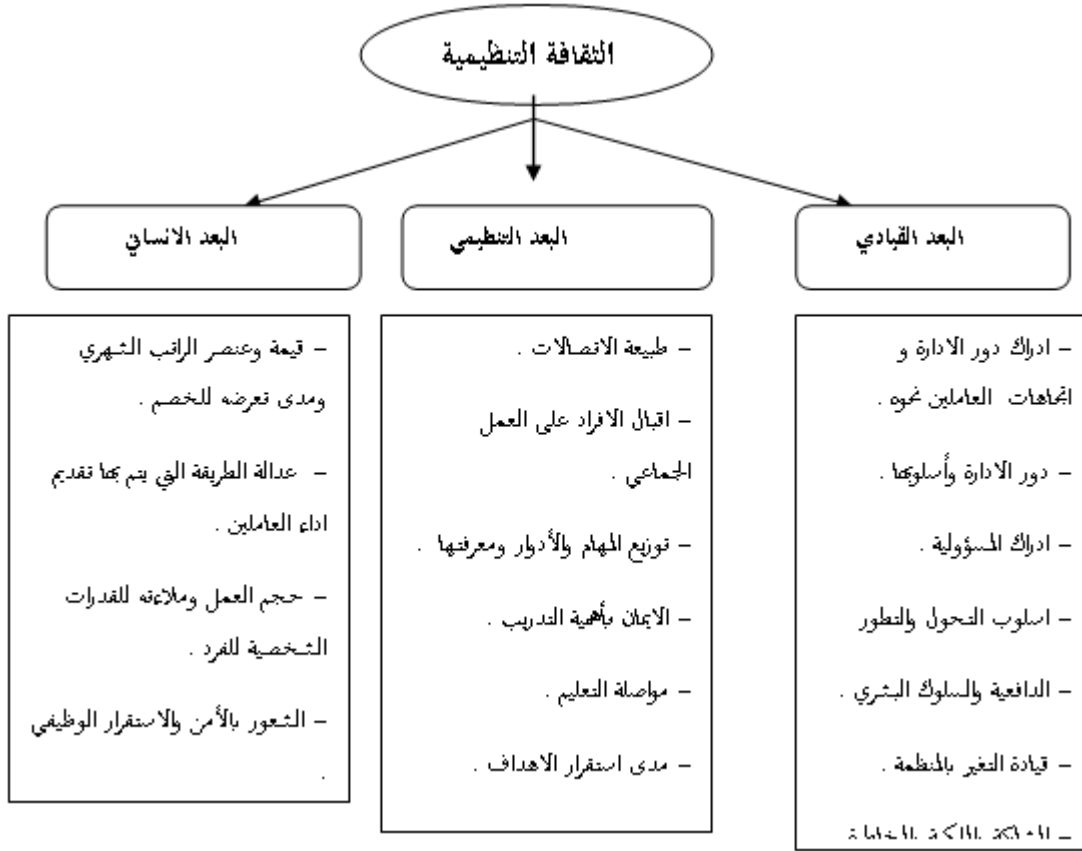 الثقافة التنظيمية
البعد القيادي
البعد التنظيمي
البعد الانساني
– ادراك دور الادارة و
اتجاهات العاملين نحوه .
– دور الادارة وأسلوبها .
– ادراك المسؤولية .
– اسلوب التحول والتطور
– الدافعية والسلوك البشري .
– قيادة التغير بالمنظمة .
– طبيعة الاتصالات .
– اقبال الافراد على العمل
الجماعي .
– توزيع المهام والأدوار ومعرفتها .
– الايمان بأهمية التدريب .
– مواصلة التعليم .
– مدى استقرار الاهداف .
– قيمة وعنصر الراتب الشهري
ومدى تعرضه للخصم .
– عدالة الطريقة التي يتم بها تقديم
اداء العاملين .
– حجم العمل وملاءته للقدرات
الشخصية للفرد .
– الشعور بالأمن والاستقرار الوظيفي
.